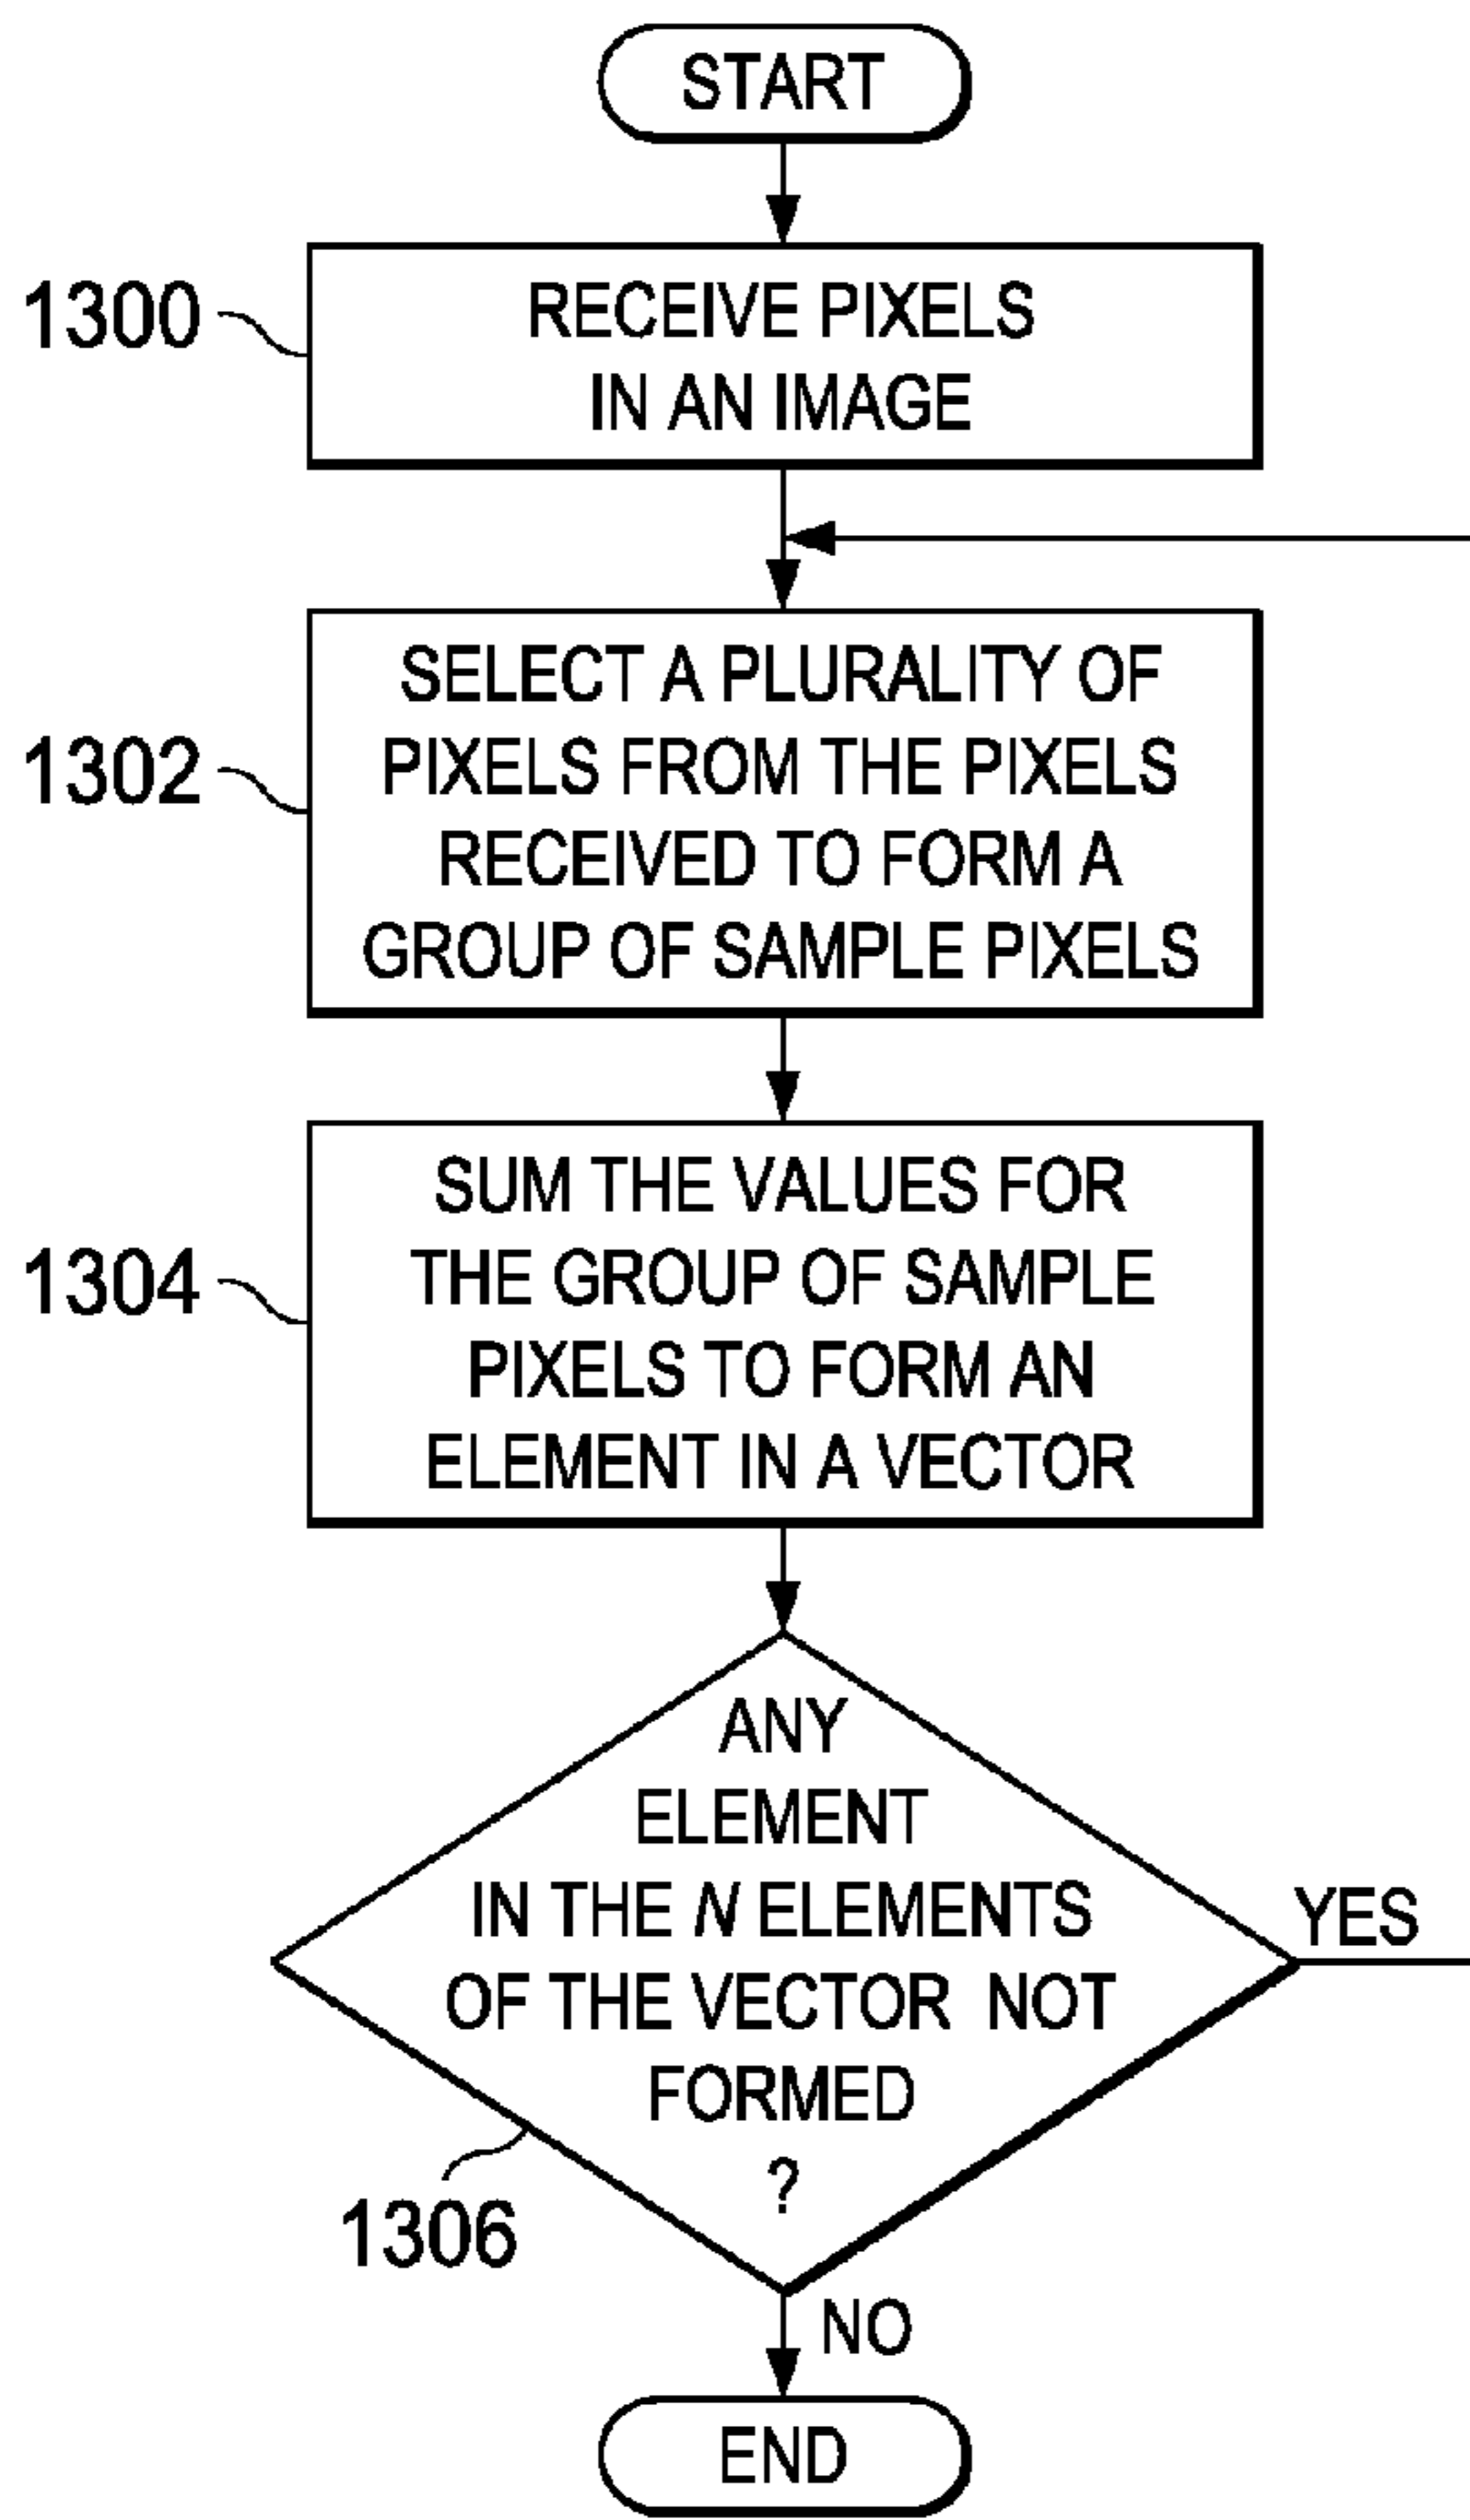 START
1300
RECEIVE PIXELS
IN AN IMAGE
1302
SELECT A PLURALITY OF
PIXELS FROM THE PIXELS
RECEIVED TO FORM A
GROUP OF SAMPLE PIXELS
1304
SUM THE VALUES FOR
THE GROUP OF SAMPLE
PIXELS TO FORM AN
ELEMENT IN A VECTOR
ANY
ELEMENT
IN THE N ELEMENTS
OF THE VECTOR NOT
FORMED
?
YES
1306
NO
END